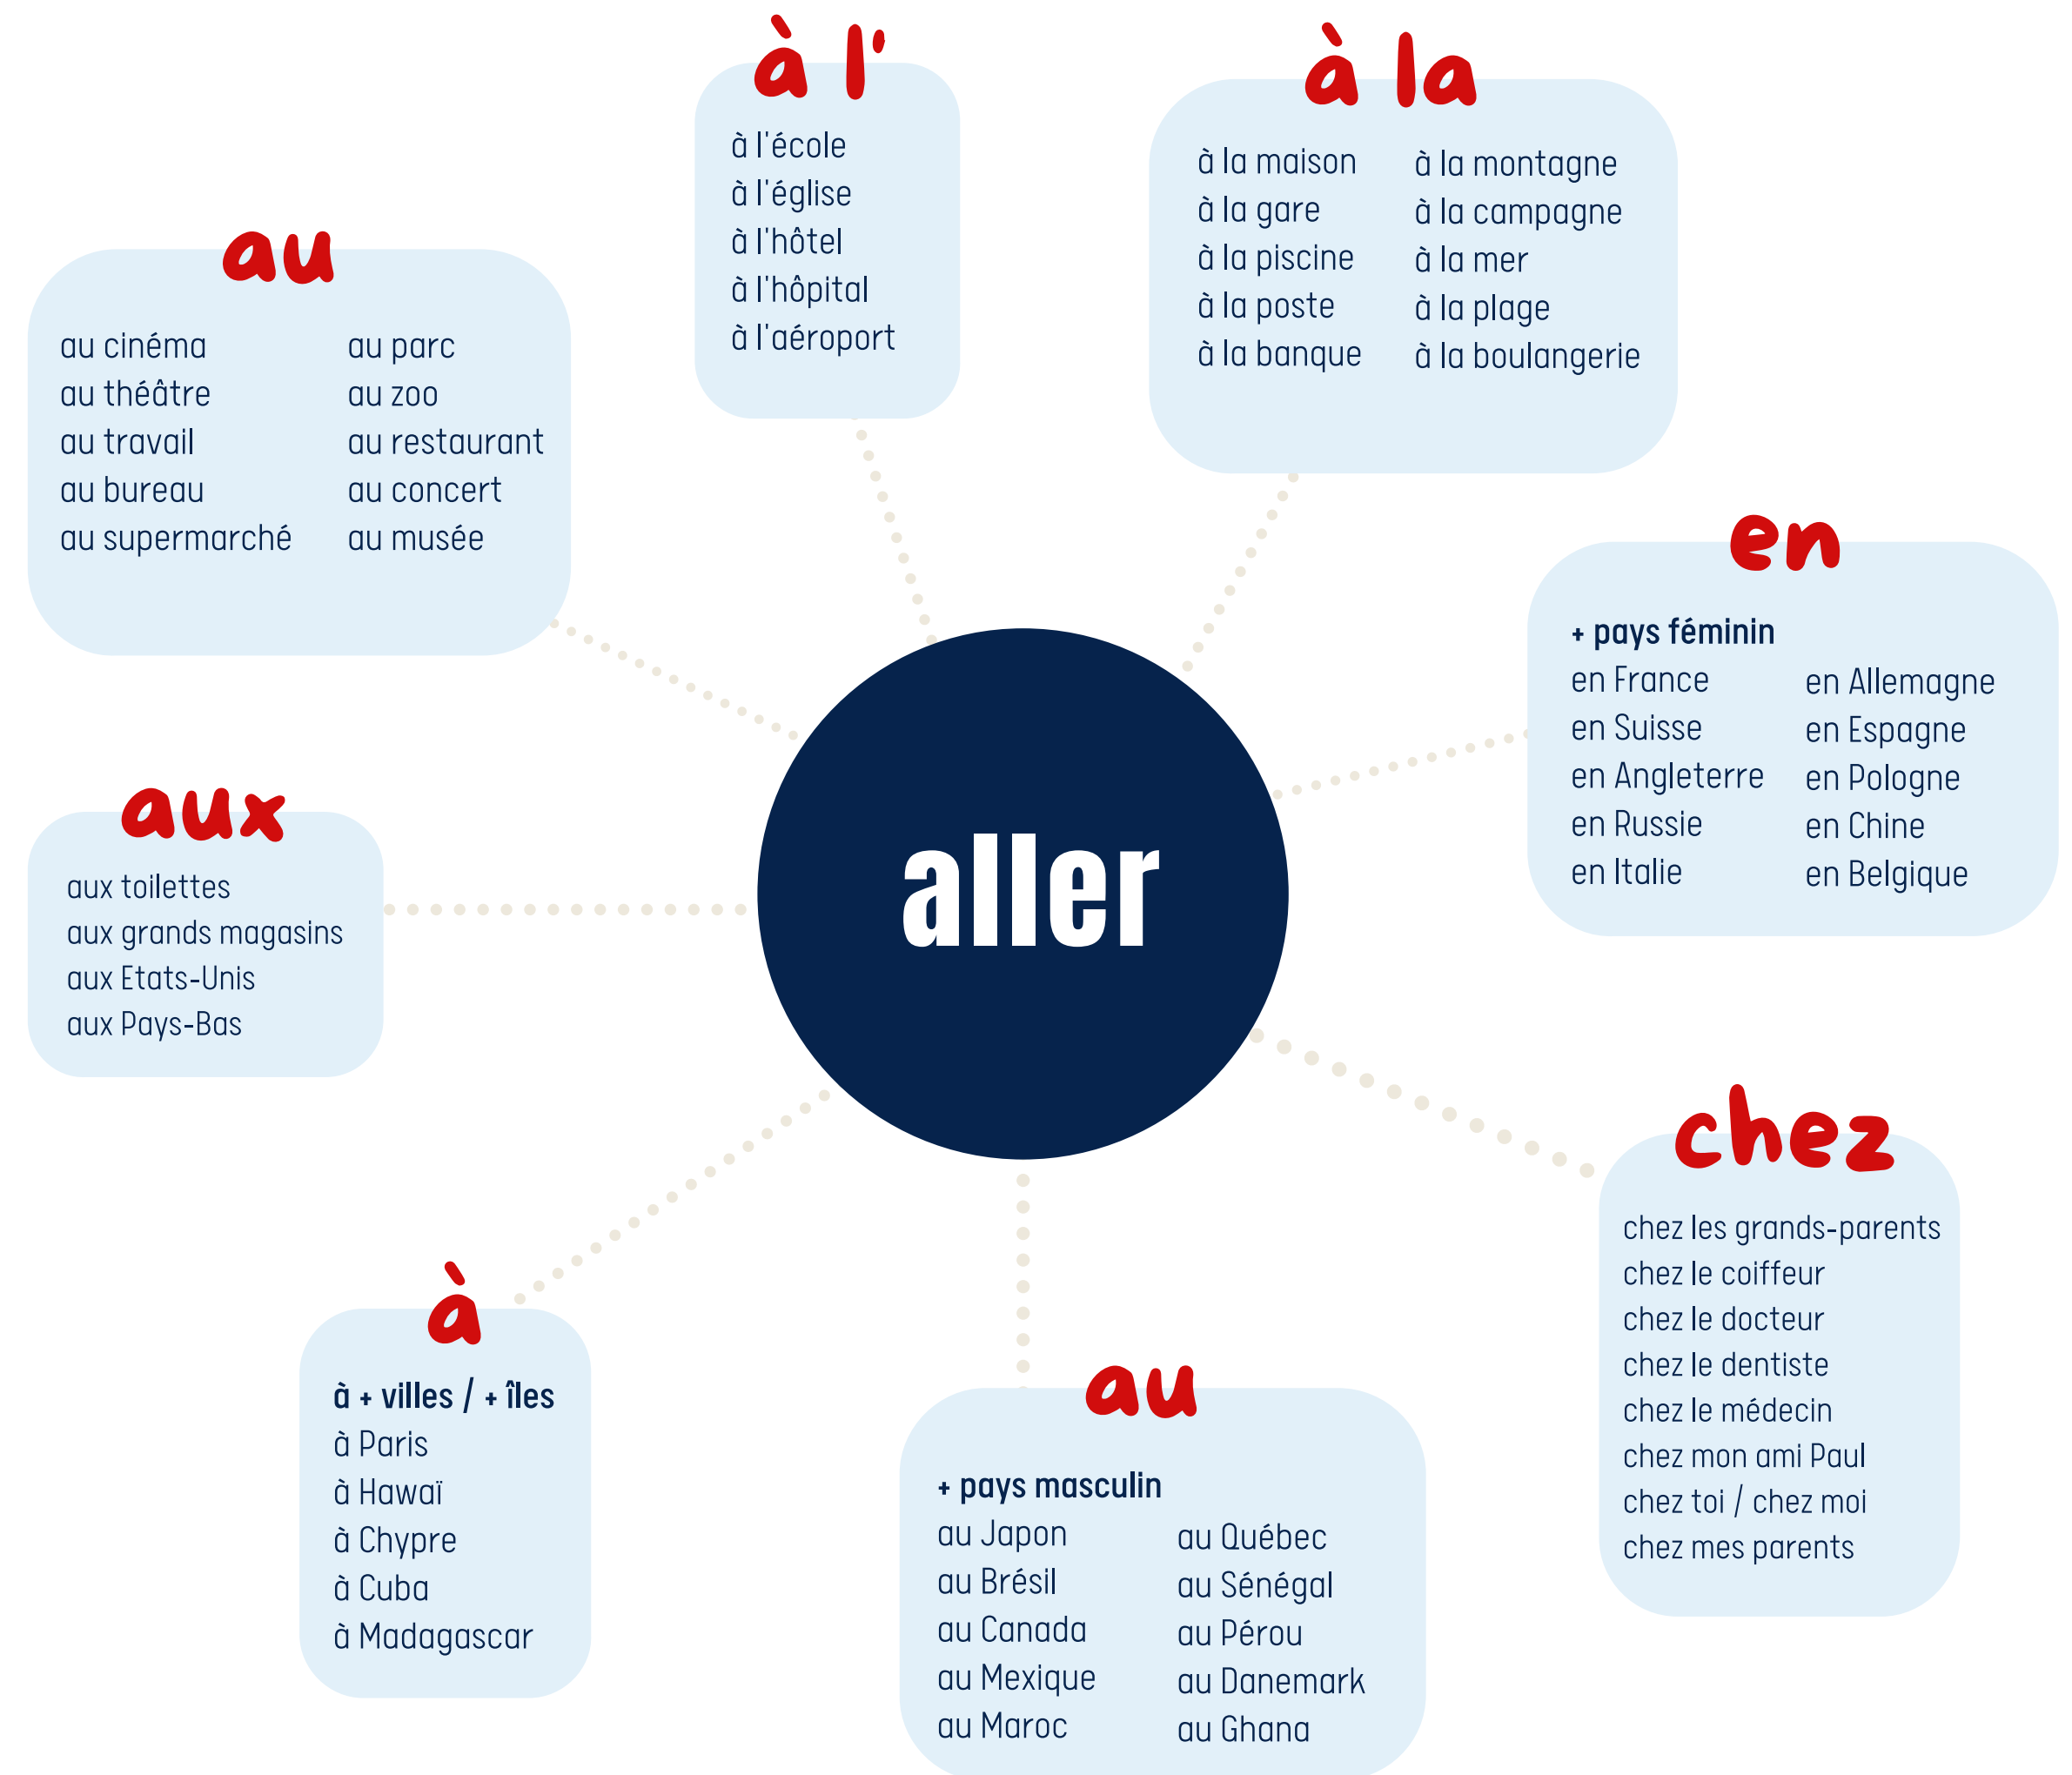 à l'
à l'école
à l'église
à l'hôtel
à l'hôpital
à l'aéroport
à la
à la maison
à la gare
à la piscine
à la poste
à la banque
à la montagne
à la campagne
à la mer
à la plage
à la boulangerie
au
au cinéma
au théâtre
au travail
au bureau
au supermarché
au parc
au zoo
au restaurant
au concert
au musée
en
+ pays féminin
en France
en Suisse
en Angleterre
en Russie
en Italie
en Allemagne
en Espagne
en Pologne
en Chine
en Belgique
aller
aux
aux toilettes
aux grands magasins
aux Etats-Unis
aux Pays-Bas
chez
chez les grands-parents
chez le coiffeur
chez le docteur
chez le dentiste
chez le médecin
chez mon ami Paul
chez toi / chez moi
chez mes parents
à
à + villes / + îles
à Paris
à Hawaï
à Chypre
à Cuba
à Madagascar
au
+ pays masculin
au Japon
au Brésil
au Canada
au Mexique
au Maroc
au Québec
au Sénégal
au Pérou
au Danemark
au Ghana